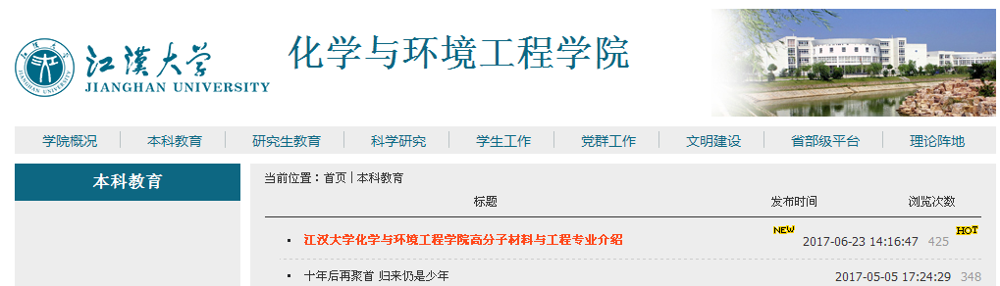 江漢大学
JIANGHAN UNIVERSITY
化学与环境工程学院
学院概况 本科教育 研究生教育 科学研究 学生工作 党群工作 文明建设 省部级平台 理论阵地
本科教育
当前位置：首页 | 本科教育
标题 发布时间 浏览次数
江汉大学化学与环境工程学院高分子材料与工程专业介绍 NEW 2017-06-23 14:16:47 425 HOT
十年后再聚首 归来仍是少年 2017-05-05 17:24:29 348